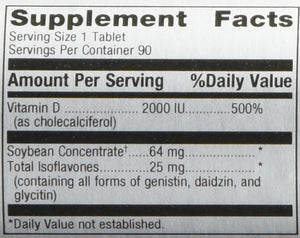 Supplement Facts
Serving Size 1 Tablet
Servings Per Container 90
Amount Per Serving %Daily Value
Vitamin D ................ 2000 IU.....500%
(as cholecalciferol)
Soybean Concentrate†.....64 mg.............*
Total Isoflavones...............25 mg.............*
(containing all forms of genistin, daidzin, and
glycitin)
*Daily Value not established.